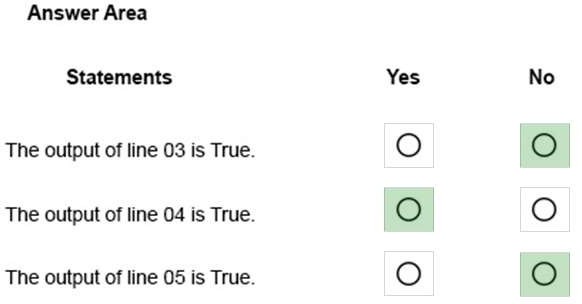 Answer Area
Statements Yes No
The output of line 03 is True.
The output of line 04 is True.
The output of line 05 is True.